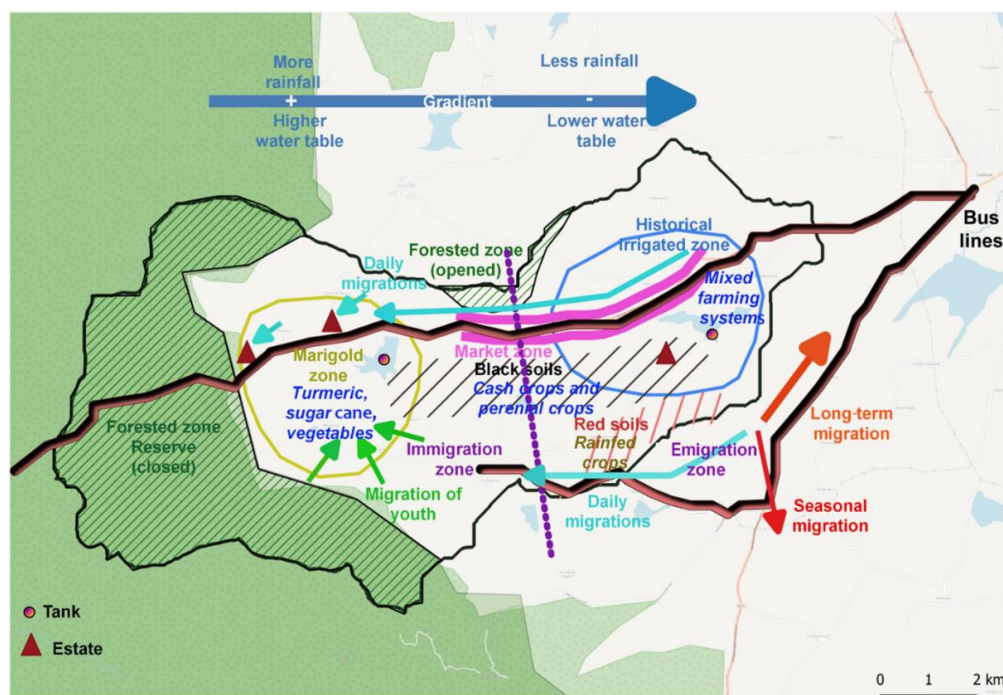 More
rainfall
Less rainfall
+
Gradient
-
Higher
water table
Lower water
table
Historical
Irrigated zone
Bus
lines
Forested zone
(opened)
Daily
migrations
Mixed
farming
systems
Market zone
Marigold
zone
Black soils
Cash crops and
perennial crops
Turmeric,
sugar cane,
vegetables
Red soils
Rainfed
crops
Long-term
migration
Forested zone
Reserve
(closed)
Immigration
zone
Emigration
zone
Migration of
youth
Daily
migrations
Seasonal
migration
Tank
Estate
0 1 2 km